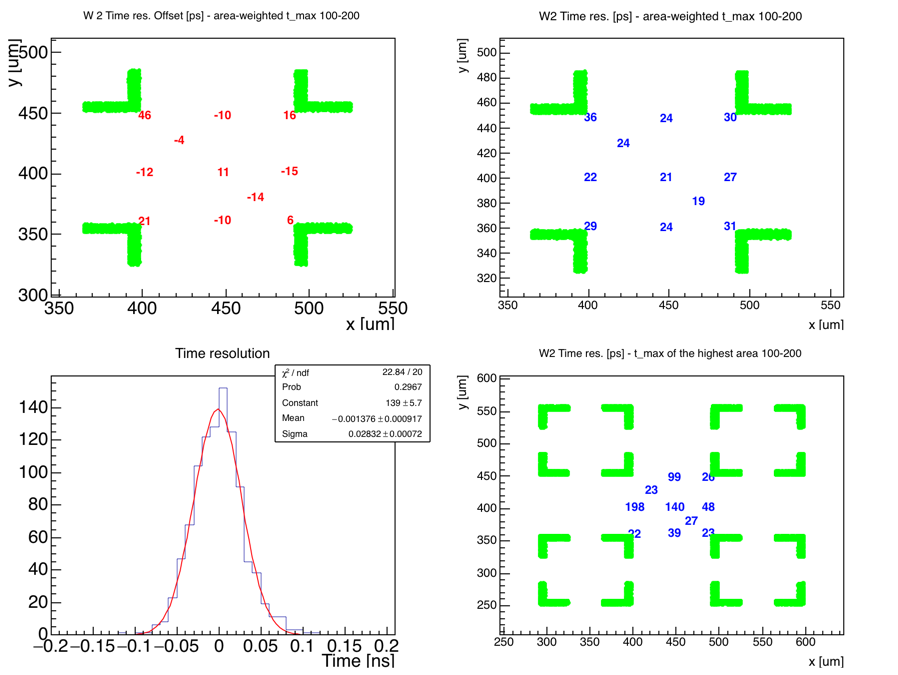 W 2 Time res. Offset [ps] - area-weighted t_max 100-200
y [um]
500
450
400
350
300
46 -10 16
-4
-12 11 -15
-14
21 -10 6
350 400 450 500 550
x [um]
W2 Time res. [ps] - area-weighted t_max 100-200
y [um]
500
480
460
440
420
400
380
360
340
320
36 24 30
24
22 21 27
19
29 24 31
350 400 450 500 550
x [um]
Time resolution
χ² / ndf 22.84 / 20
Prob 0.2967
Constant 139 ±5.7
Mean −0.001376 ±0.000917
Sigma 0.02832 ±0.00072
140
120
100
80
60
40
20
0
−0.2 −0.15 −0.1 −0.05 0 0.05 0.1 0.15 0.2
Time [ns]
W2 Time res. [ps] - t_max of the highest area 100-200
y [um]
600
550
500
450
400
350
300
250
99 26
23
198 140 48
27
22 39 23
250 300 350 400 450 500 550 600
x [um]